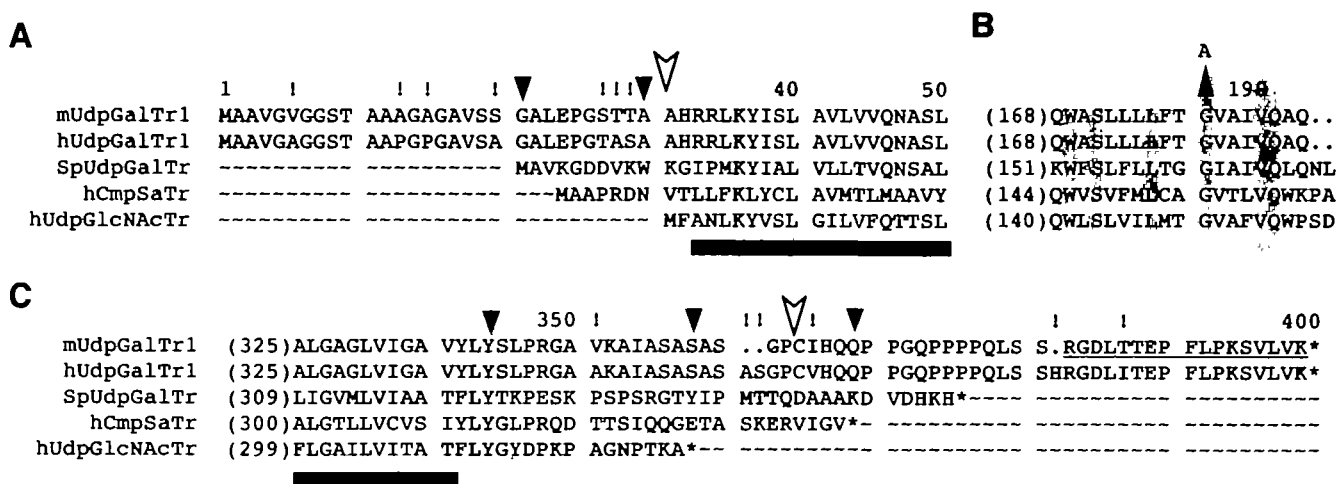 A
1 ! ! ! ! ! ! ! 40 50
mUdpGalTr1 MAAVGVGGST AAAGAGAVSS GALEPGSTTA AHRRLKYISL AVLVVQNASL
hUdpGalTr1 MAAVGAGGST AAPGPGAVSA GALEPGTASA AHRRLKYISL AVLVVQNASL
SpUdpGalTr ~~~~~~~~~~ ~~~~~~~~~~ MAVKGDDVKW KGIPMKYIAL VLLTVQNSAL
hCmpSaTr ~~~~~~~~~~ ~~~~~~~~~~ ~~~MAAPRDN VTLLFKLYCL AVMTLMAAVY
hUdpGlcNAcTr ~~~~~~~~~~ ~~~~~~~~~~ ~~~~~~~~~~ MFANLKYVSL GILVFQTTSL
B
A
190
(168)QWASLLLLFT GVAIVQAQ..
(168)QWASLLLLFT GVAIVQAQ..
(151)KWFSLFLLTG GIAIVQLQNL
(144)QWVSVFMLCA GVTLVQWKPA
(140)QWLSLVILMT GVAFVQWPSD
C
350 ! !! ! ! ! 400
mUdpGalTr1 (325)ALGAGLVIGA VYLYSLPRGA VKAIASASAS ..GPCIHQQP PGQPPPPQLS S.RGDLTTEP FLPKSVLVK*
hUdpGalTr1 (325)ALGAGLVIGA VYLYSLPRGA AKAIASASAS ASGPCVHQQP PGQPPPPQLS SHRGDLITEP FLPKSVLVK*
SpUdpGalTr (309)LIGVMLVIAA TFLYTKPESK PSPSRGTYIP MTTQDAAAKD VDHKH*~~~~ ~~~~~~~~~~ ~~~~~~~~~~
hCmpSaTr (300)ALGTLLVCVS IYLYGLPRQD TTSIQQGETA SKERVIGV*~ ~~~~~~~~~~ ~~~~~~~~~~ ~~~~~~~~~~
hUdpGlcNAcTr (299)FLGAILVITA TFLYGYDPKP AGNPTKA*~~ ~~~~~~~~~~ ~~~~~~~~~~ ~~~~~~~~~~ ~~~~~~~~~~